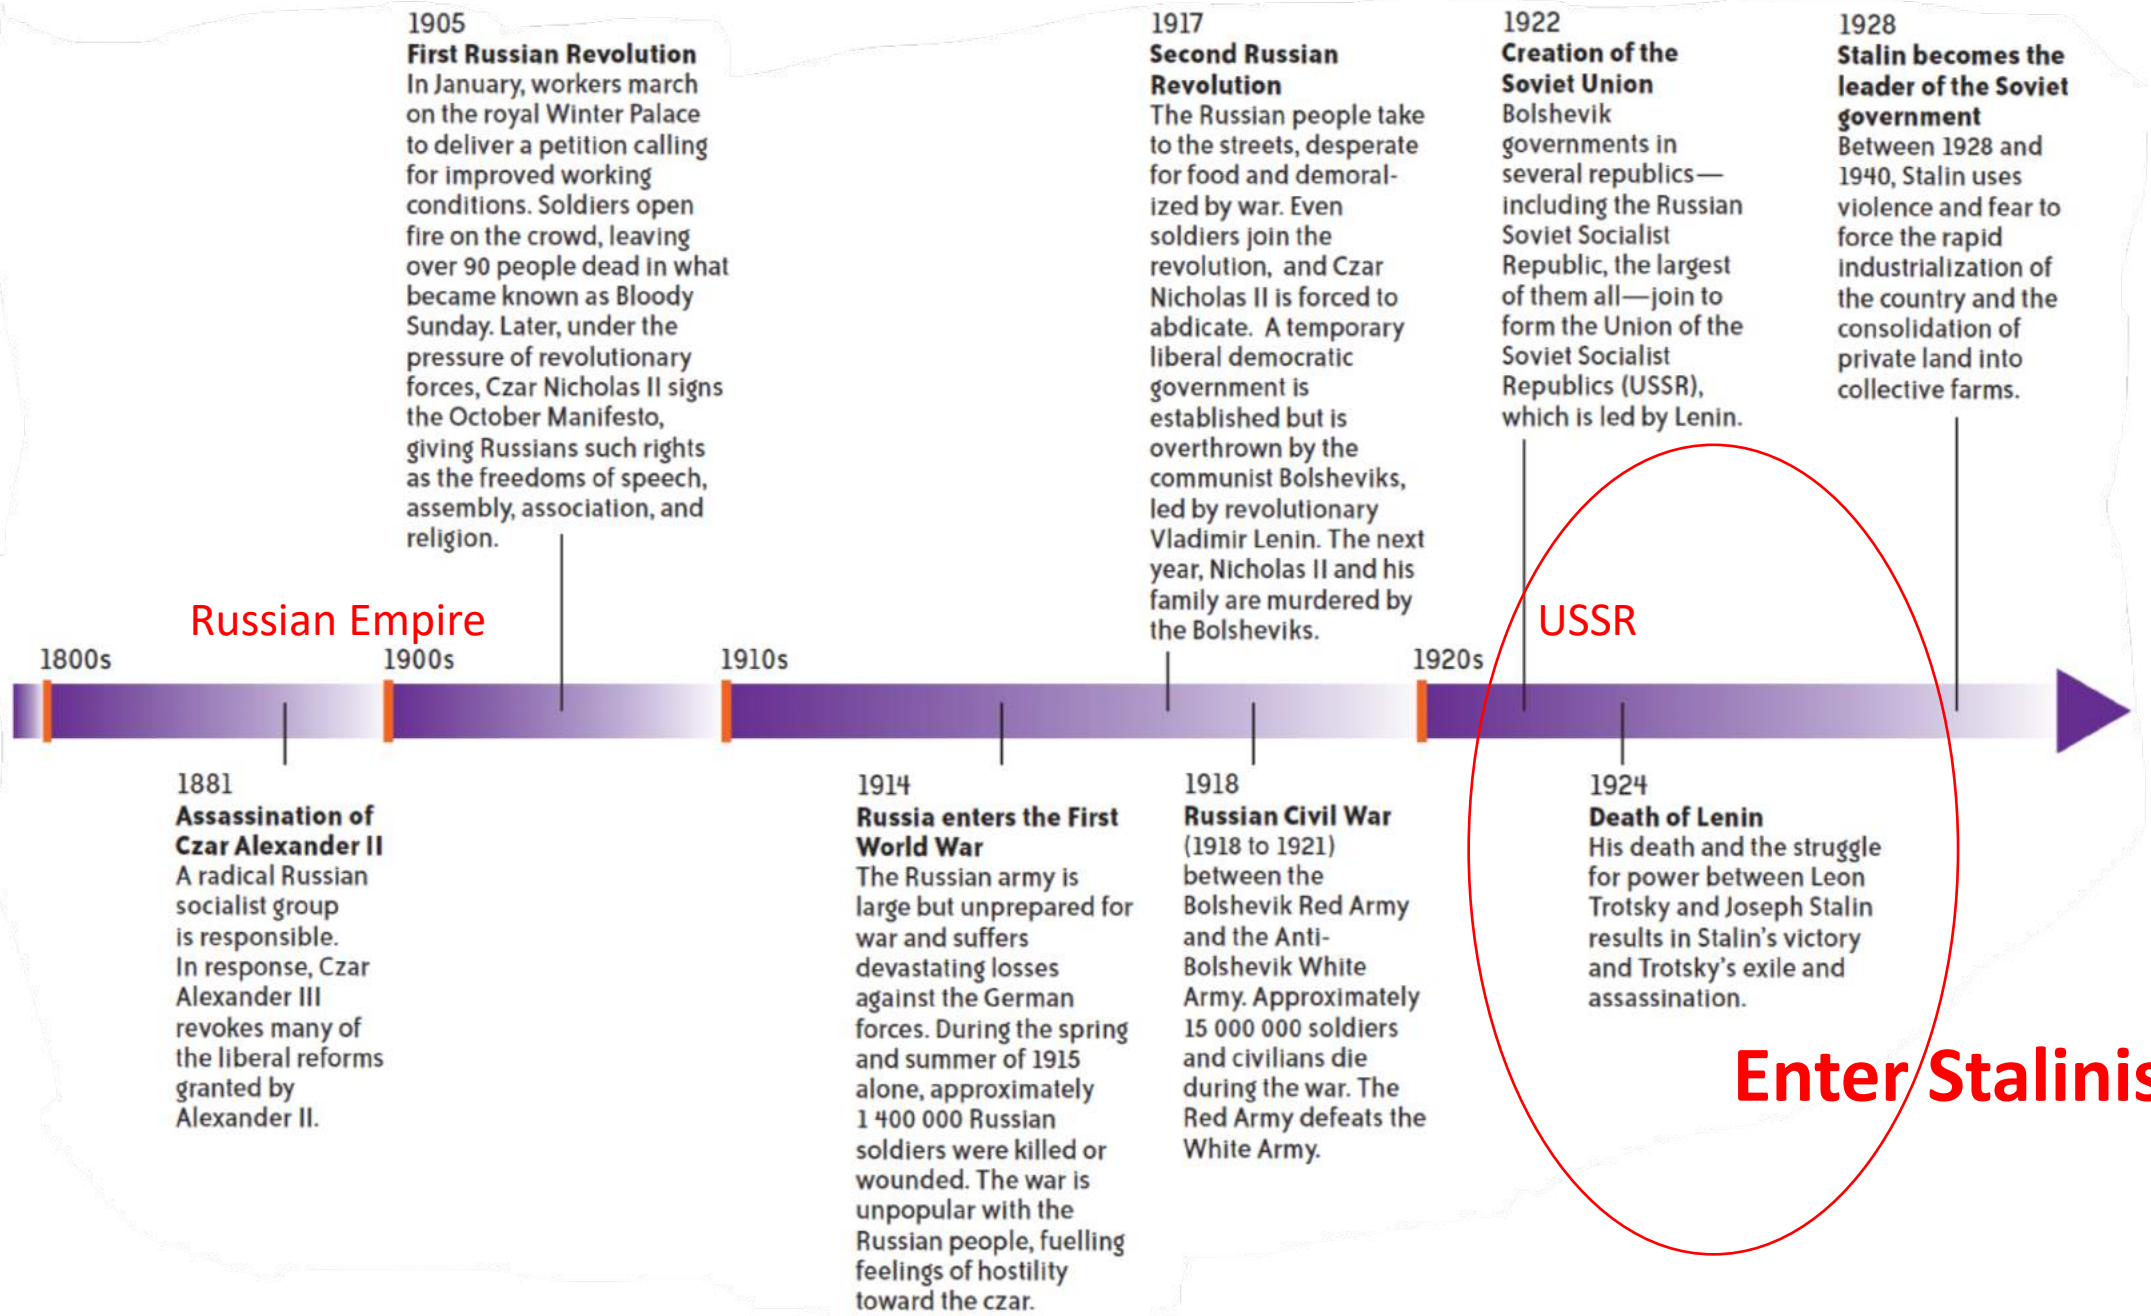 1905
First Russian Revolution
In January, workers march
on the royal Winter Palace
to deliver a petition calling
for improved working
conditions. Soldiers open
fire on the crowd, leaving
over 90 people dead in what
became known as Bloody
Sunday. Later, under the
pressure of revolutionary
forces, Czar Nicholas II signs
the October Manifesto,
giving Russians such rights
as the freedoms of speech,
assembly, association, and
religion.
1917
Second Russian
Revolution
The Russian people take
to the streets, desperate
for food and demoral-
ized by war. Even
soldiers join the
revolution, and Czar
Nicholas II is forced to
abdicate. A temporary
liberal democratic
government is
established but is
overthrown by the
communist Bolsheviks,
led by revolutionary
Vladimir Lenin. The next
year, Nicholas II and his
family are murdered by
the Bolsheviks.
1922
Creation of the
Soviet Union
Bolshevik
governments in
several republics—
including the Russian
Soviet Socialist
Republic, the largest
of them all—join to
form the Union of the
Soviet Socialist
Republics (USSR),
which is led by Lenin.
1928
Stalin becomes the
leader of the Soviet
government
Between 1928 and
1940, Stalin uses
violence and fear to
force the rapid
industrialization of
the country and the
consolidation of
private land into
collective farms.
Russian Empire
USSR
1800s
1900s
1910s
1920s
1881
Assassination of
Czar Alexander II
A radical Russian
socialist group
is responsible.
In response, Czar
Alexander III
revokes many of
the liberal reforms
granted by
Alexander II.
1914
Russia enters the First
World War
The Russian army is
large but unprepared for
war and suffers
devastating losses
against the German
forces. During the spring
and summer of 1915
alone, approximately
1 400 000 Russian
soldiers were killed or
wounded. The war is
unpopular with the
Russian people, fuelling
feelings of hostility
toward the czar.
1918
Russian Civil War
(1918 to 1921)
between the
Bolshevik Red Army
and the Anti-
Bolshevik White
Army. Approximately
15 000 000 soldiers
and civilians die
during the war. The
Red Army defeats the
White Army.
1924
Death of Lenin
His death and the struggle
for power between Leon
Trotsky and Joseph Stalin
results in Stalin's victory
and Trotsky's exile and
assassination.
Enter Stalinis